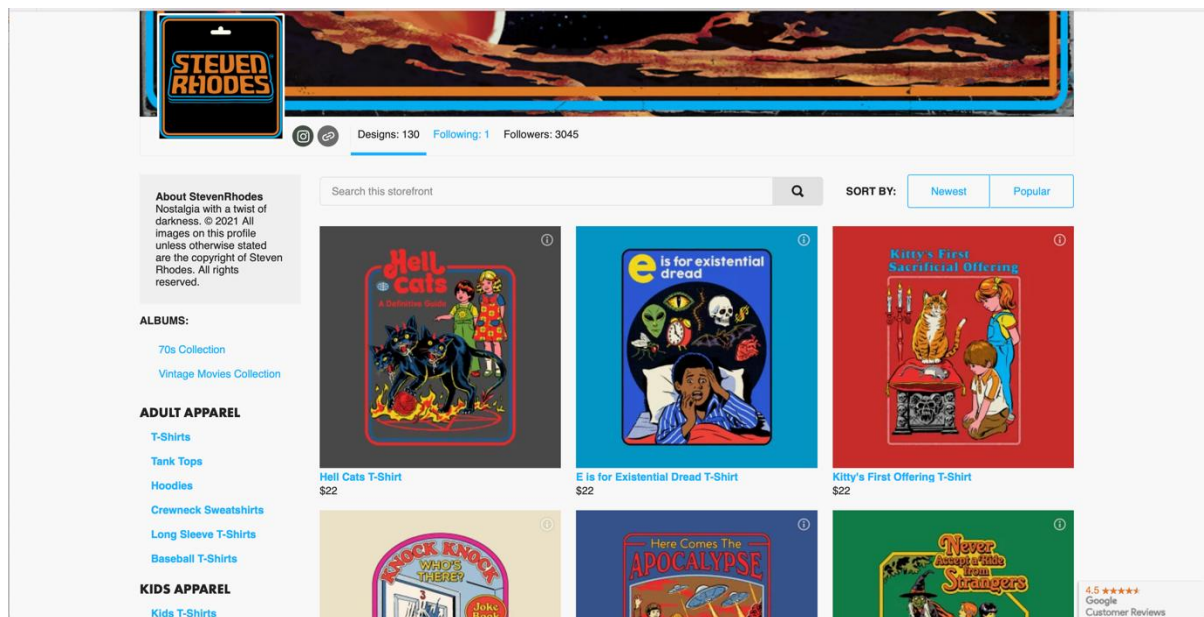 STEVEN
RHODES
Designs: 130 Following: 1 Followers: 3045
About StevenRhodes
Nostalgia with a twist of
darkness. © 2021 All
images on this profile
unless otherwise stated
are the copyright of Steven
Rhodes. All rights
reserved.
Search this storefront
SORT BY: Newest Popular
ALBUMS:
70s Collection
Vintage Movies Collection
ADULT APPAREL
T-Shirts
Tank Tops
Hoodies
Crewneck Sweatshirts
Long Sleeve T-Shirts
Baseball T-Shirts
KIDS APPAREL
Kids T-Shirts
Hell
Cats
A Definitive Guide
Hell Cats T-Shirt
$22
e is for existential
dread
E is for Existential Dread T-Shirt
$22
Kitty's First
Sacrificial Offering
Kitty's First Offering T-Shirt
$22
KNOCK KNOCK
WHO'S
THERE?
3
Joke
Book
Here Comes The
APOCALYPSE
Never
Accept a Ride
from
Strangers
4.5
Google
Customer Reviews